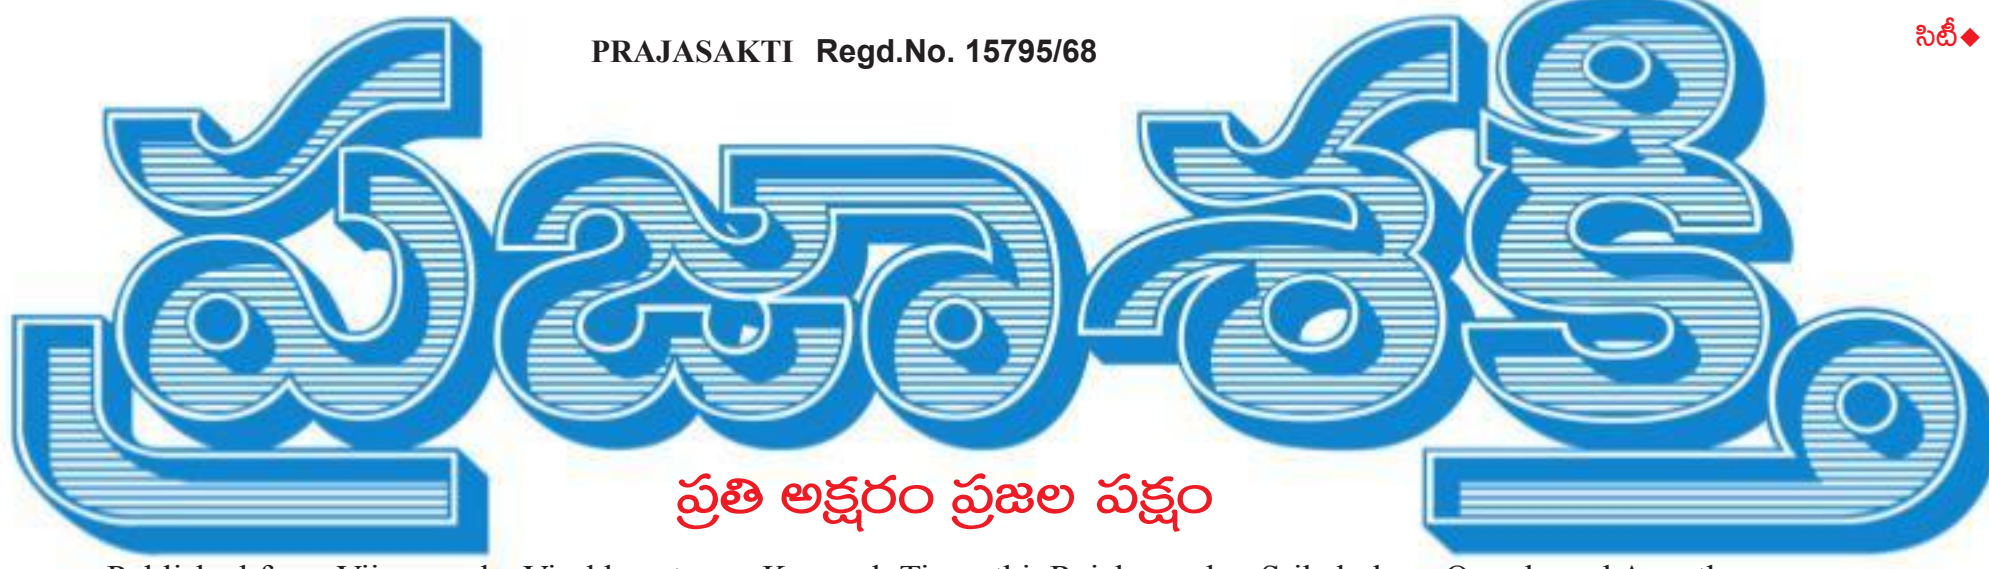 PRAJASAKTI Regd.No. 15795/68
సిటీ◆
ప్రజాశక్తి
ప్రతి అక్షరం ప్రజల పక్షం